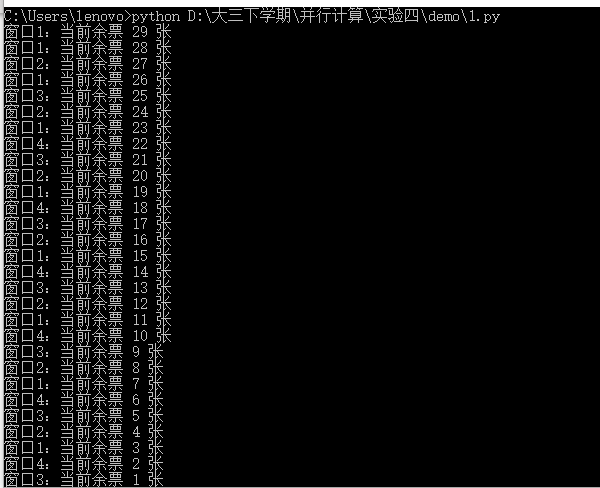 C:\Users\lenovo>python D:\大三下学期\并行计算\实验四\demo\1.py
窗口1: 当前余票 29 张
窗口1: 当前余票 28 张
窗口2: 当前余票 27 张
窗口1: 当前余票 26 张
窗口3: 当前余票 25 张
窗口2: 当前余票 24 张
窗口1: 当前余票 23 张
窗口4: 当前余票 22 张
窗口3: 当前余票 21 张
窗口2: 当前余票 20 张
窗口1: 当前余票 19 张
窗口4: 当前余票 18 张
窗口3: 当前余票 17 张
窗口2: 当前余票 16 张
窗口1: 当前余票 15 张
窗口4: 当前余票 14 张
窗口3: 当前余票 13 张
窗口2: 当前余票 12 张
窗口1: 当前余票 11 张
窗口4: 当前余票 10 张
窗口3: 当前余票 9 张
窗口2: 当前余票 8 张
窗口1: 当前余票 7 张
窗口4: 当前余票 6 张
窗口3: 当前余票 5 张
窗口2: 当前余票 4 张
窗口1: 当前余票 3 张
窗口4: 当前余票 2 张
窗口3: 当前余票 1 张